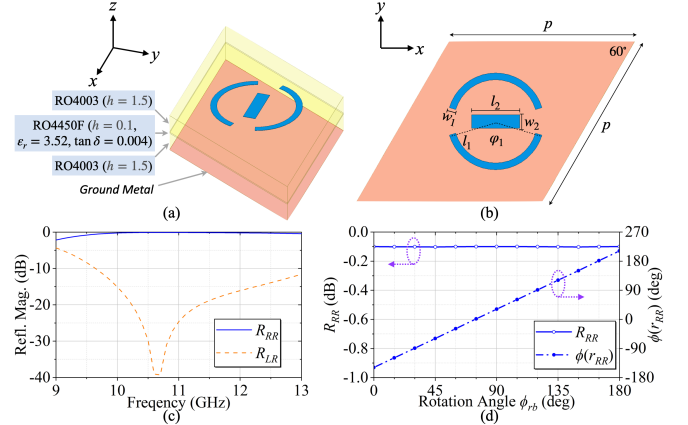 z
y
x
RO4003 (h = 1.5)
RO4450F (h = 0.1,
εr = 3.52, tan δ = 0.004)
RO4003 (h = 1.5)
Ground Metal
(a)
y
x
p
60°
w1
l2
w2
l1
φ1
p
(b)
Refl. Mag. (dB)
0
-10
-20
-30
-40
RRR
RLR
9
10
11
12
13
Freqency (GHz)
(c)
RRR (dB)
0.0
-0.2
-0.4
-0.6
-0.8
-1.0
RRR
ϕ(rRR)
270
180
90
0
-90
-180
ϕ(rRR) (deg)
0
45
90
135
180
Rotation Angle ϕrb (deg)
(d)